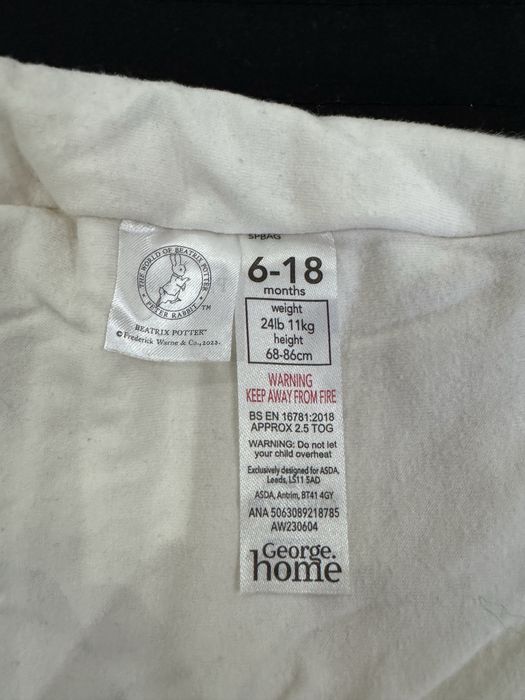 THE WORLD OF BEATRIX POTTER
PETER RABBIT
TM
BEATRIX POTTER™
© Frederick Warne & Co., 2022.
SPBAG
6-18
months
weight
24lb 11kg
height
68-86cm
WARNING
KEEP AWAY FROM FIRE
BS EN 16781:2018
APPROX 2.5 TOG
WARNING: Do not let
your child overheat
Exclusively designed for ASDA,
Leeds, LS11 5AD
ASDA, Antrim, BT41 4GY
ANA 5063089218785
AW230604
George.
home